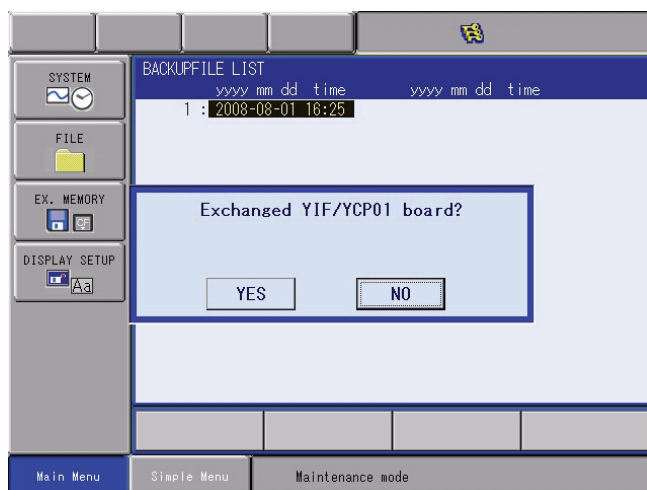 SYSTEM
FILE
EX. MEMORY
CF
DISPLAY SETUP
Aa
BACKUPFILE LIST
yyyy mm dd time yyyy mm dd time
1 : 2008-08-01 16:25
Exchanged YIF/YCP01 board?
YES NO
Main Menu Simple Menu Maintenance mode